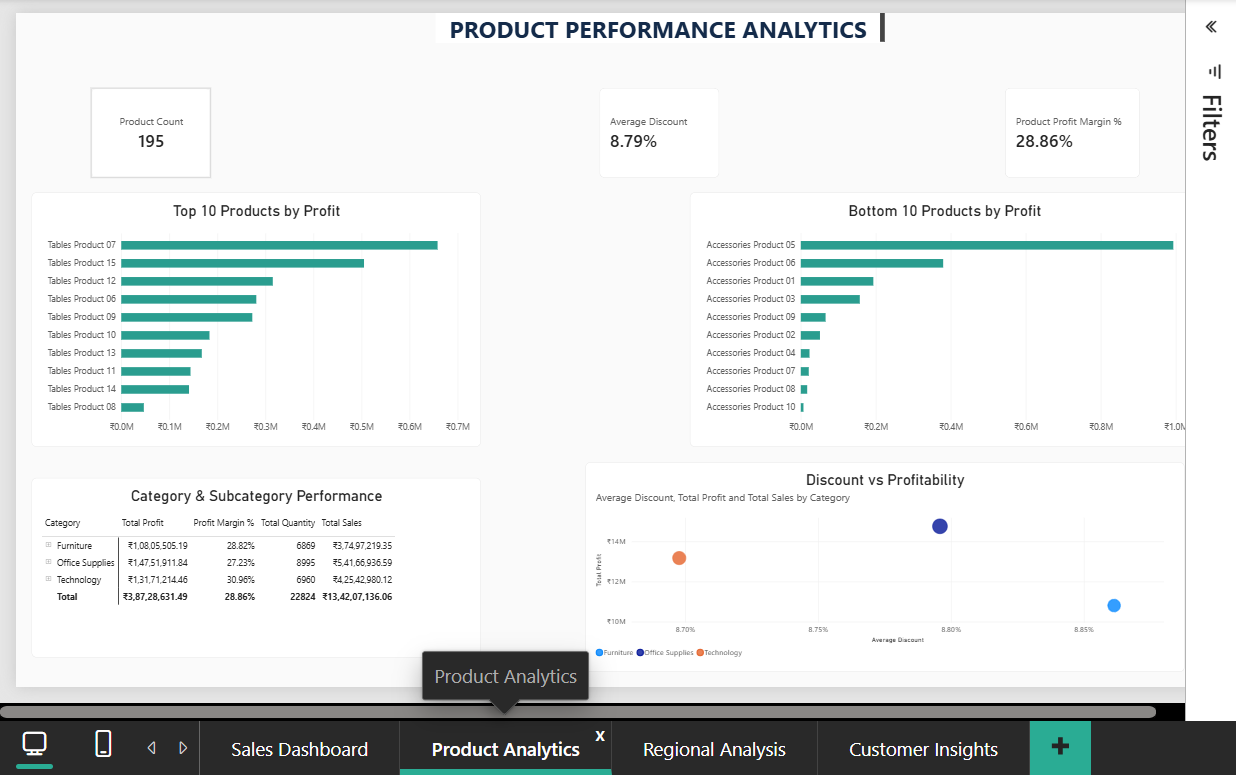 PRODUCT PERFORMANCE ANALYTICS
Filters
Product Count
195
Average Discount
8.79%
Product Profit Margin %
28.86%
Top 10 Products by Profit
Tables Product 07
Tables Product 15
Tables Product 12
Tables Product 06
Tables Product 09
Tables Product 10
Tables Product 13
Tables Product 11
Tables Product 14
Tables Product 08
₹0.0M ₹0.1M ₹0.2M ₹0.3M ₹0.4M ₹0.5M ₹0.6M ₹0.7M
Bottom 10 Products by Profit
Accessories Product 05
Accessories Product 06
Accessories Product 01
Accessories Product 03
Accessories Product 09
Accessories Product 02
Accessories Product 04
Accessories Product 07
Accessories Product 08
Accessories Product 10
₹0.0M ₹0.2M ₹0.4M ₹0.6M ₹0.8M ₹1.0M
Category & Subcategory Performance
Category Total Profit Profit Margin % Total Quantity Total Sales
Furniture ₹1,08,05,505.19 28.82% 6869 ₹3,74,97,219.35
Office Supplies ₹1,47,51,911.84 27.23% 8995 ₹5,41,66,936.59
Technology ₹1,31,71,214.46 30.96% 6960 ₹4,25,42,980.12
Total ₹3,87,28,631.49 28.86% 22824 ₹13,42,07,136.06
Discount vs Profitability
Average Discount, Total Profit and Total Sales by Category
Total Profit
₹14M
₹12M
₹10M
8.70% 8.75% 8.80% 8.85%
Average Discount
Furniture Office Supplies Technology
Product Analytics
Sales Dashboard Product Analytics x Regional Analysis Customer Insights +